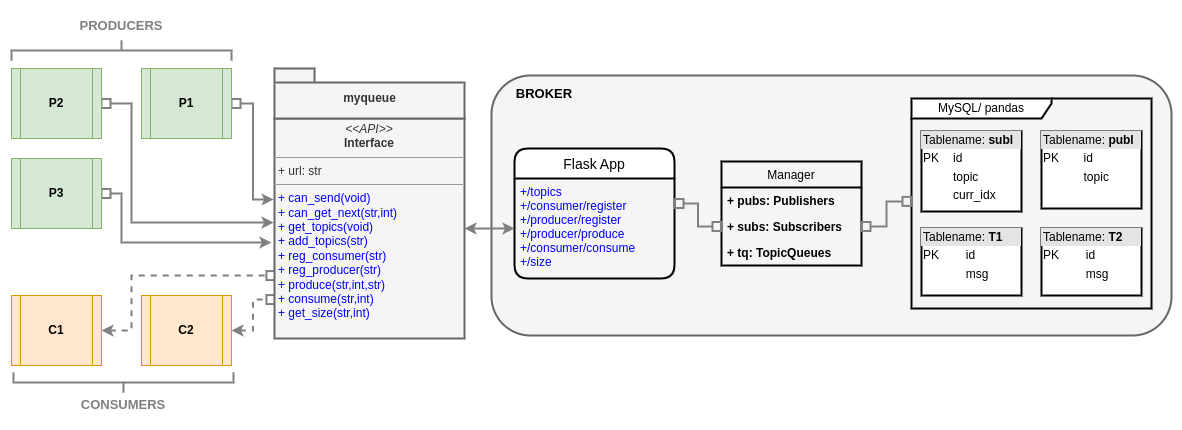 PRODUCERS
P2
P1
P3
C1
C2
CONSUMERS
myqueue
<<API>>
Interface
+ url: str
+ can_send(void)
+ can_get_next(str,int)
+ get_topics(void)
+ add_topics(str)
+ reg_consumer(str)
+ reg_producer(str)
+ produce(str,int,str)
+ consume(str,int)
+ get_size(str,int)
BROKER
Flask App
+/topics
+/consumer/register
+/producer/register
+/producer/produce
+/consumer/consume
+/size
Manager
+ pubs: Publishers
+ subs: Subscribers
+ tq: TopicQueues
MySQL/ pandas
Tablename: subl
PK id
topic
curr_idx
Tablename: publ
PK id
topic
Tablename: T1
PK id
msg
Tablename: T2
PK id
msg